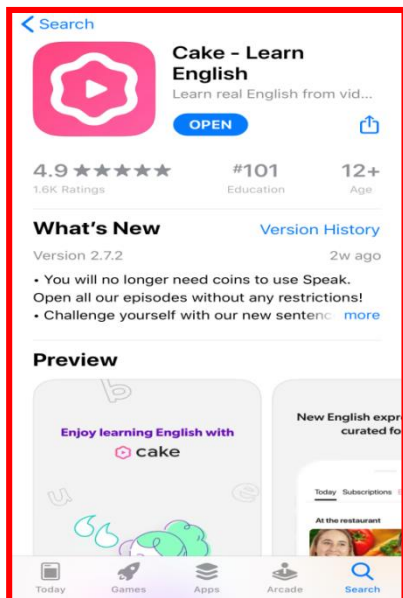 Search
Cake - Learn
English
Learn real English from vid...
OPEN
4.9
#101
12+
1.6K Ratings
Education
Age
What's New
Version History
Version 2.7.2
2w ago
• You will no longer need coins to use Speak.
Open all our episodes without any restrictions!
• Challenge yourself with our new sentenc more
Preview
b
Enjoy learning English with
cake
u
e
New English expr
curated fo
Today Subscriptions
At the restaurant
Today
Games
Apps
Arcade
Search